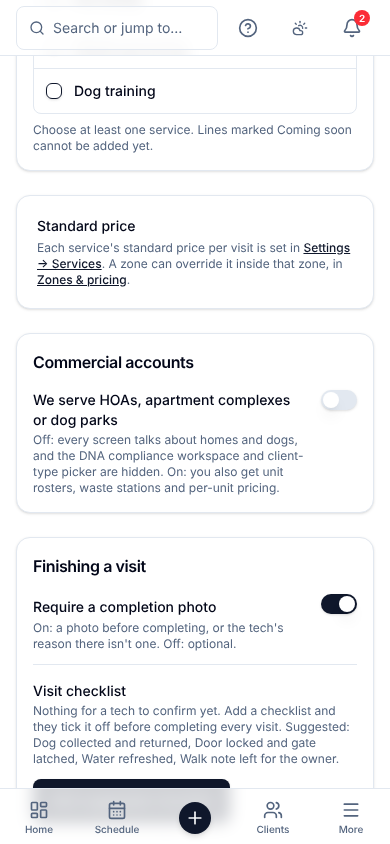 Search or jump to...
2
Dog training
Choose at least one service. Lines marked Coming soon
cannot be added yet.
Standard price
Each service's standard price per visit is set in Settings
→ Services. A zone can override it inside that zone, in
Zones & pricing.
Commercial accounts
We serve HOAs, apartment complexes
or dog parks
Off: every screen talks about homes and dogs,
and the DNA compliance workspace and client-
type picker are hidden. On: you also get unit
rosters, waste stations and per-unit pricing.
Finishing a visit
Require a completion photo
On: a photo before completing, or the tech's
reason there isn't one. Off: optional.
Visit checklist
Nothing for a tech to confirm yet. Add a checklist and
they tick it off before completing every visit. Suggested:
Dog collected and returned, Door locked and gate
latched, Water refreshed, Walk note left for the owner.
Home
Schedule
Clients
More